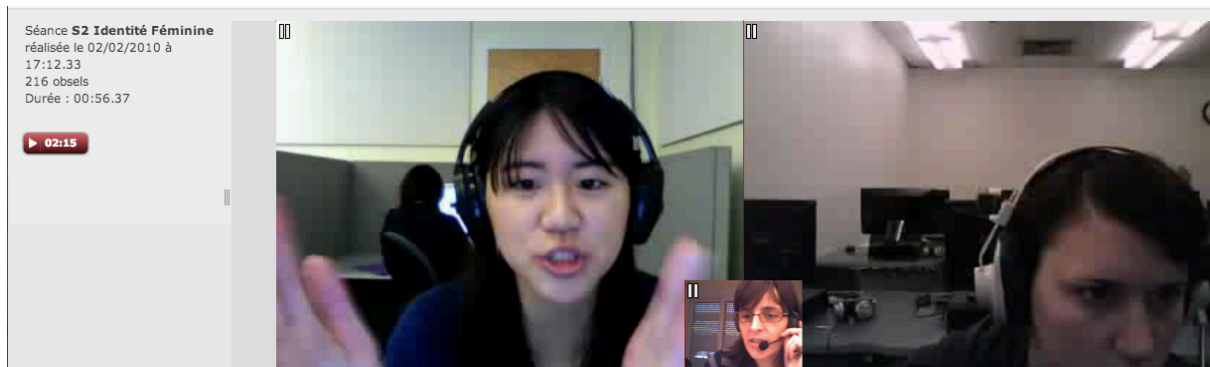 Séance S2 Identité Féminine
réalisée le 02/02/2010 à
17:12.33
216 obsels
Durée : 00:56.37
02:15